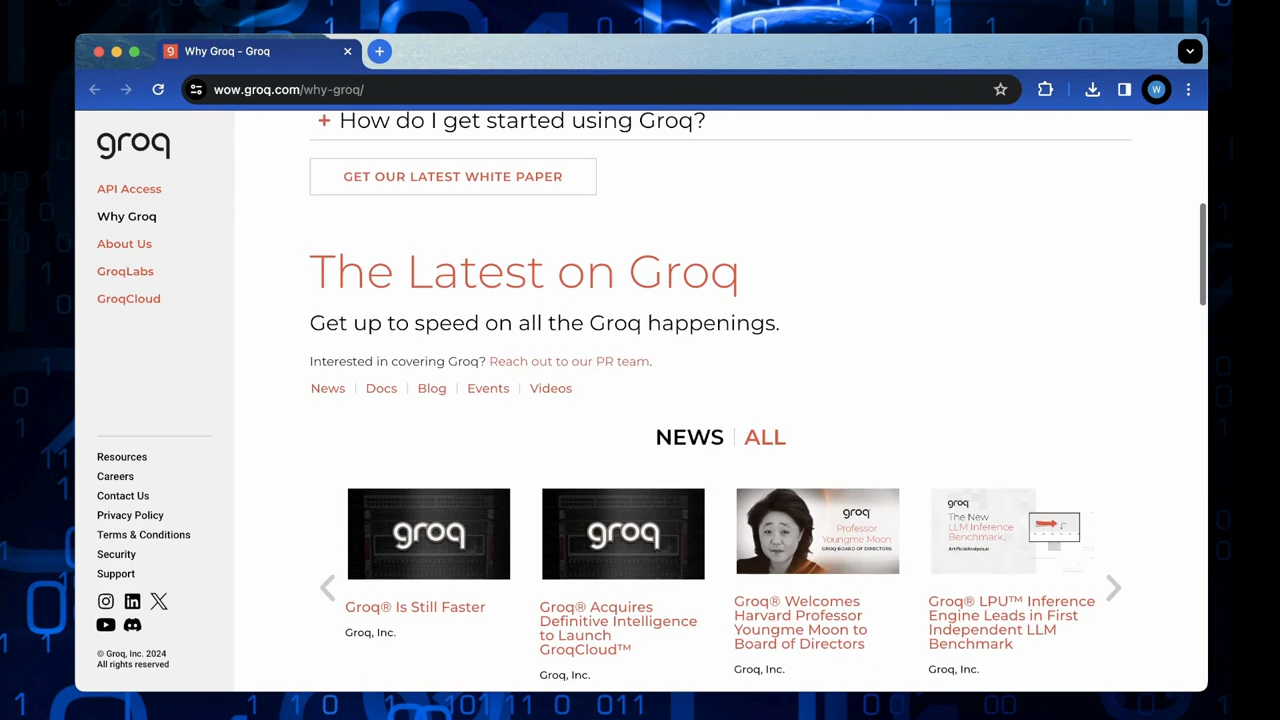 Why Groq - Groq
wow.groq.com/why-groq/
W
groq
API Access
Why Groq
About Us
GroqLabs
GroqCloud
Resources
Careers
Contact Us
Privacy Policy
Terms & Conditions
Security
Support
© Groq, Inc. 2024
All rights reserved
+ How do I get started using Groq?
GET OUR LATEST WHITE PAPER
The Latest on Groq
Get up to speed on all the Groq happenings.
Interested in covering Groq? Reach out to our PR team.
News | Docs | Blog | Events | Videos
NEWS | ALL
groq
Groq® Is Still Faster
Groq, Inc.
groq
Groq® Acquires
Definitive Intelligence
to Launch
GroqCloud™
Groq, Inc.
groq
Professor
Youngme Moon
GROQ BOARD OF DIRECTORS
Groq® Welcomes
Harvard Professor
Youngme Moon to
Board of Directors
Groq, Inc.
groq
The New
LLM Inference
Benchmark.
ArtificialAnalysis.ai
Groq® LPU™ Inference
Engine Leads in First
Independent LLM
Benchmark
Groq, Inc.